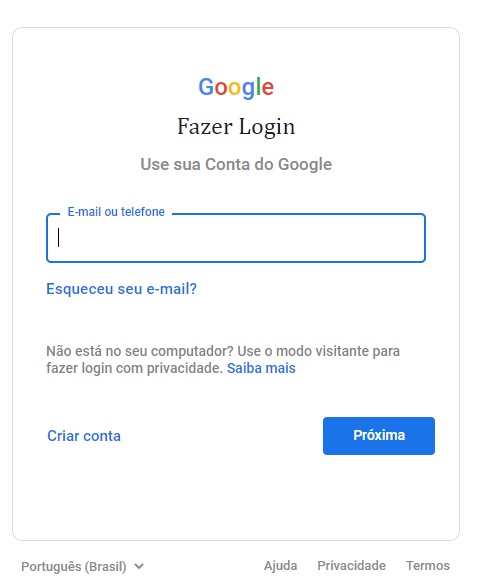 Google
Fazer Login
Use sua Conta do Google
E-mail ou telefone
Esqueceu seu e-mail?
Não está no seu computador? Use o modo visitante para
fazer login com privacidade. Saiba mais
Criar conta
Próxima
Português (Brasil)
Ajuda
Privacidade
Termos